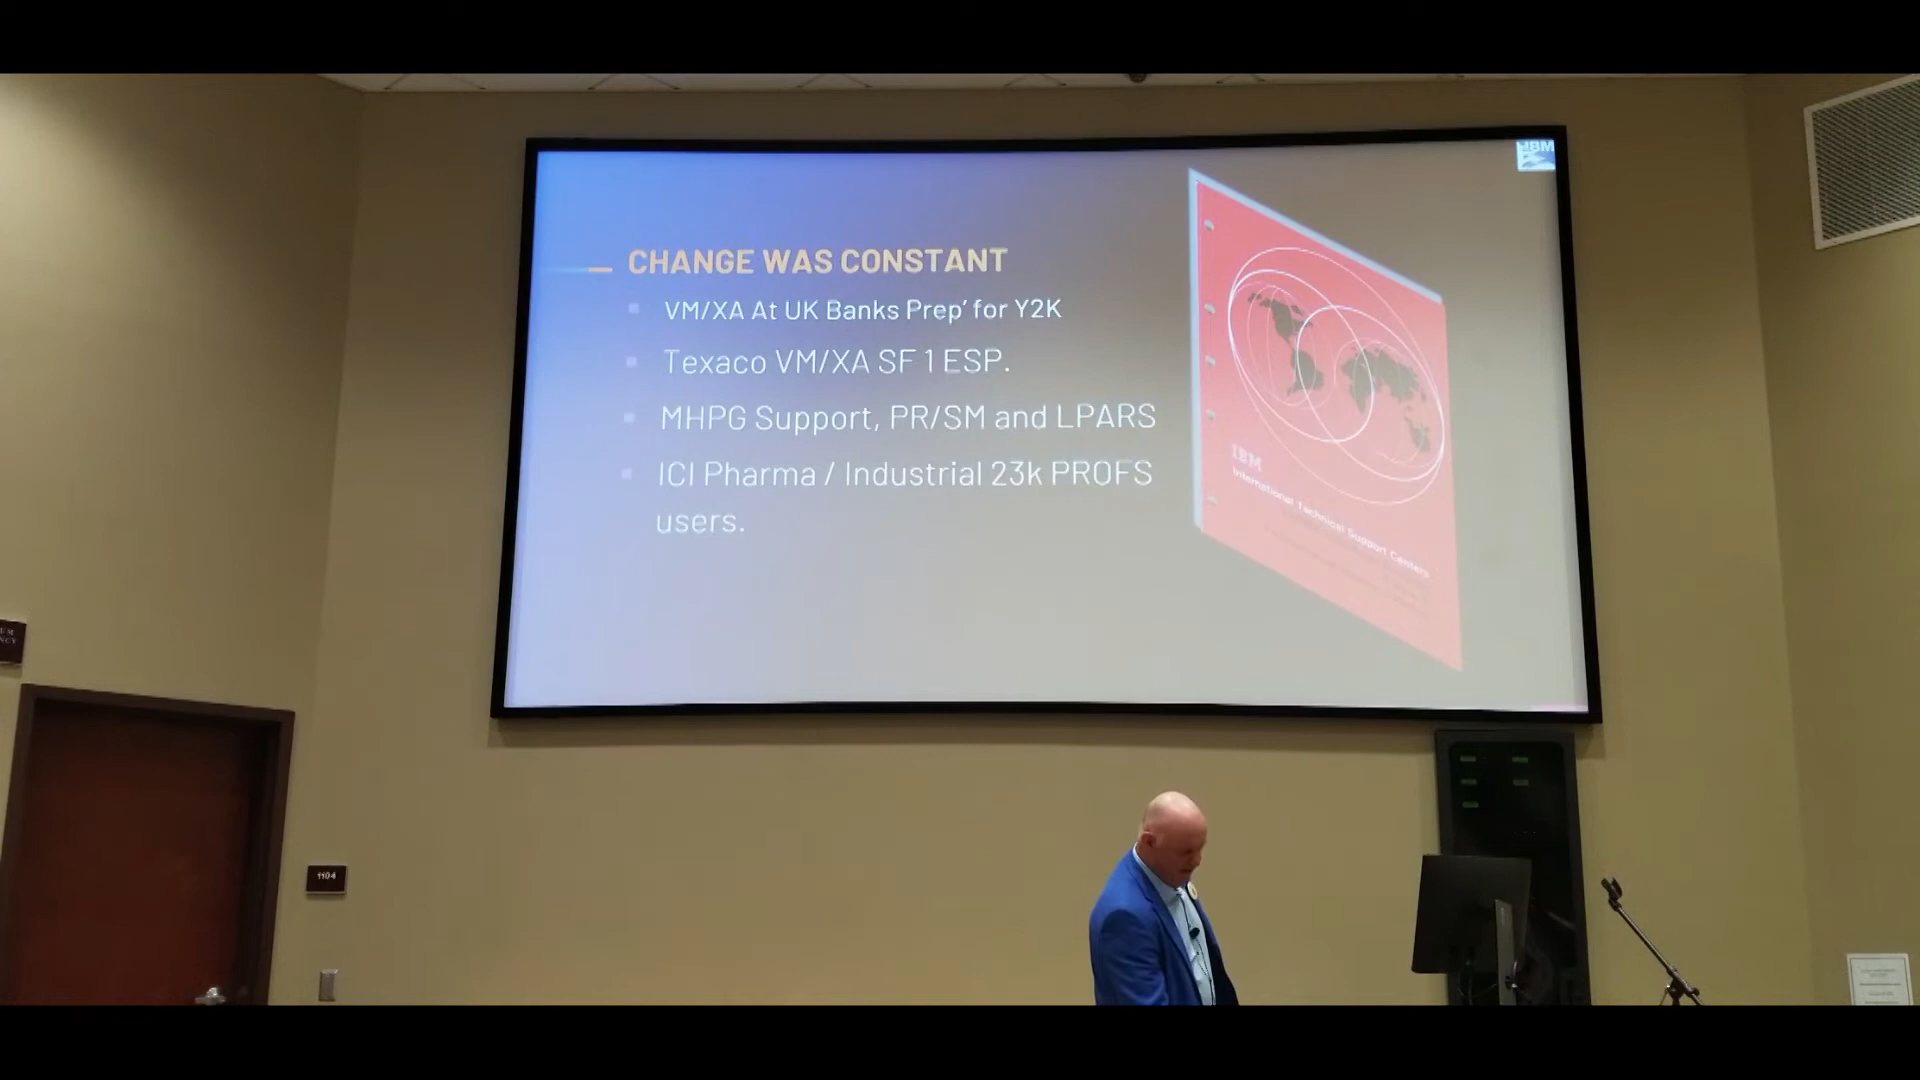 IBM
CHANGE WAS CONSTANT
VM/XA At UK Banks Prep' for Y2K
Texaco VM/XA SF 1 ESP.
MHPG Support, PR/SM and LPARS
ICI Pharma / Industrial 23k PROFS
users.
IBM
International Technical Support Centers
1104